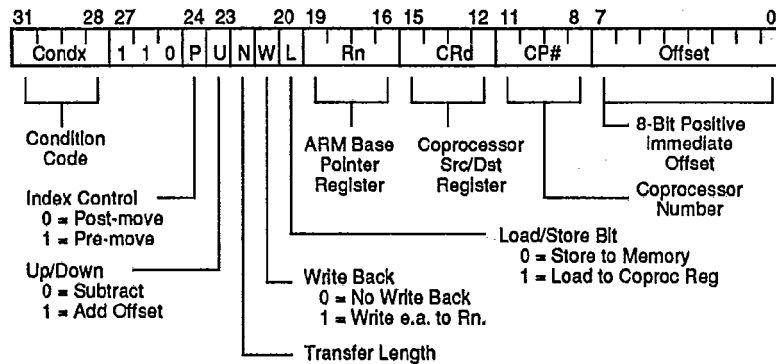 31 28 27 24 23 20 19 16 15 12 11 8 7 0
Condx 1 1 0 P U N W L Rn CRd CP# Offset
Condition
Code
ARM Base
Pointer
Register
Coprocessor
Src/Dst
Register
8-Bit Positive
Immediate
Offset
Coprocessor
Number
Index Control
0 = Post-move
1 = Pre-move
Load/Store Bit
0 = Store to Memory
1 = Load to Coproc Reg
Up/Down
0 = Subtract
1 = Add Offset
Write Back
0 = No Write Back
1 = Write e.a. to Rn.
Transfer Length